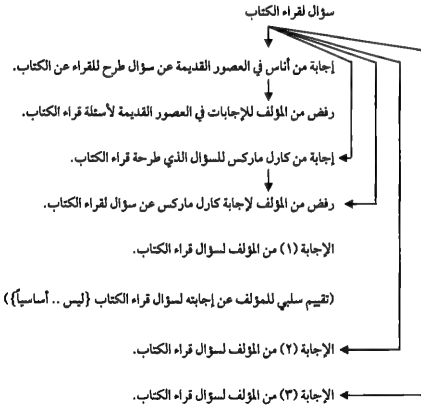 سؤال لقراء الكتاب
إجابة من أناس في العصور القديمة عن سؤال طرح للقراء عن الكتاب.
رفض من المؤلف للإجابات في العصور القديمة لأسئلة قراء الكتاب.
إجابة من كارل ماركس للسؤال الذي طرحة قراء الكتاب.
رفض من المؤلف لإجابة كارل ماركس عن سؤال لقراء الكتاب.
الإجابة (١) من المؤلف لسؤال قراء الكتاب.
(تقييم سلبي للمؤلف عن إجابته لسؤال قراء الكتاب {ليس .. أساسياً})
الإجابة (٢) من المؤلف لسؤال قراء الكتاب.
الإجابة (٣) من المؤلف لسؤال قراء الكتاب.